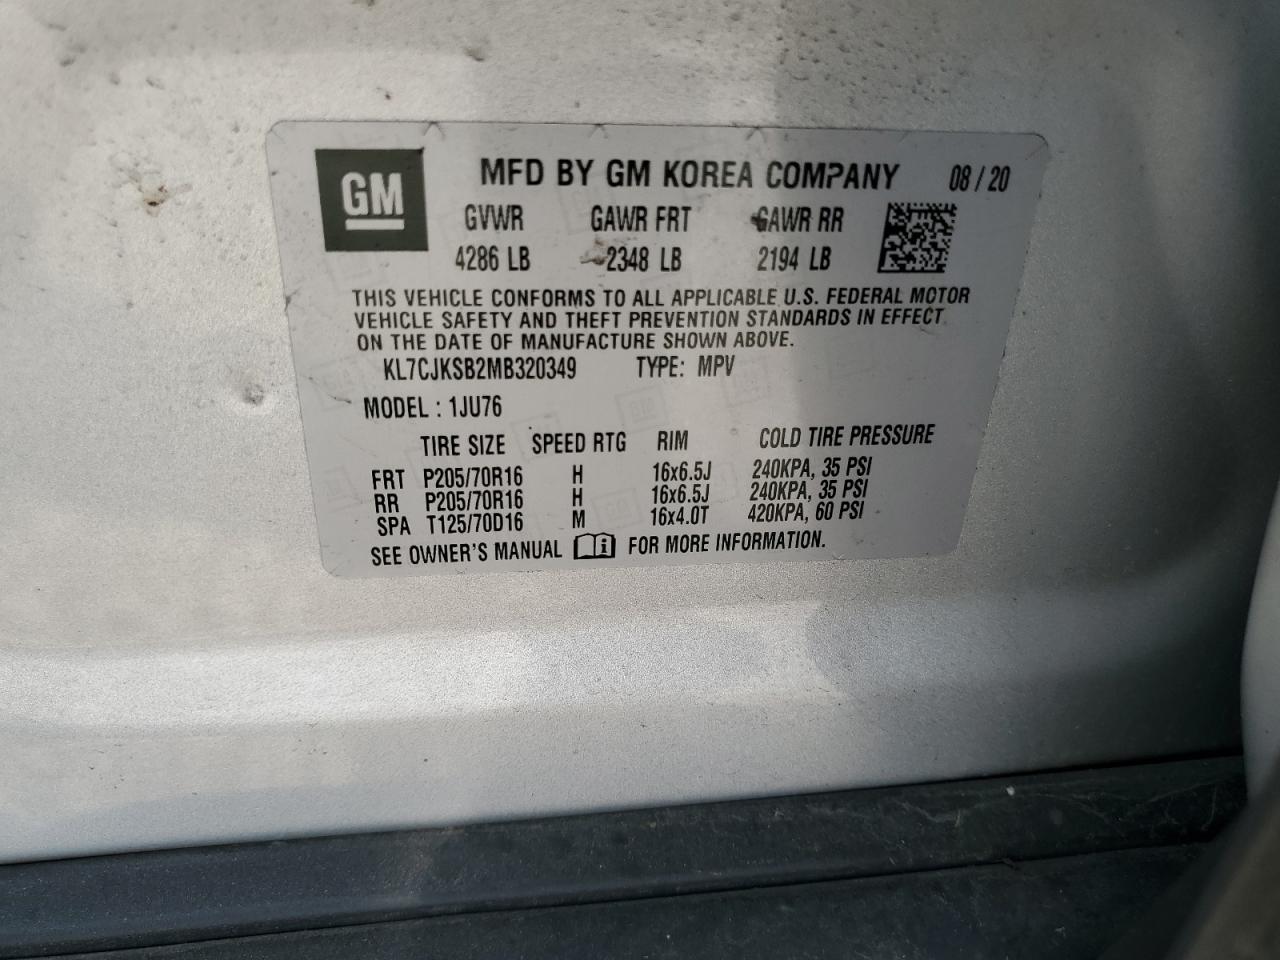 GM
MFD BY GM KOREA COMPANY 08 / 20
GVWR GAWR FRT GAWR RR
4286 LB 2348 LB 2194 LB
THIS VEHICLE CONFORMS TO ALL APPLICABLE U.S. FEDERAL MOTOR
VEHICLE SAFETY AND THEFT PREVENTION STANDARDS IN EFFECT
ON THE DATE OF MANUFACTURE SHOWN ABOVE.
KL7CJKSB2MB320349 TYPE: MPV
MODEL : 1JU76
TIRE SIZE SPEED RTG RIM COLD TIRE PRESSURE
FRT P205/70R16 H 16x6.5J 240KPA, 35 PSI
RR P205/70R16 H 16x6.5J 240KPA, 35 PSI
SPA T125/70D16 M 16x4.0T 420KPA, 60 PSI
SEE OWNER'S MANUAL i FOR MORE INFORMATION.